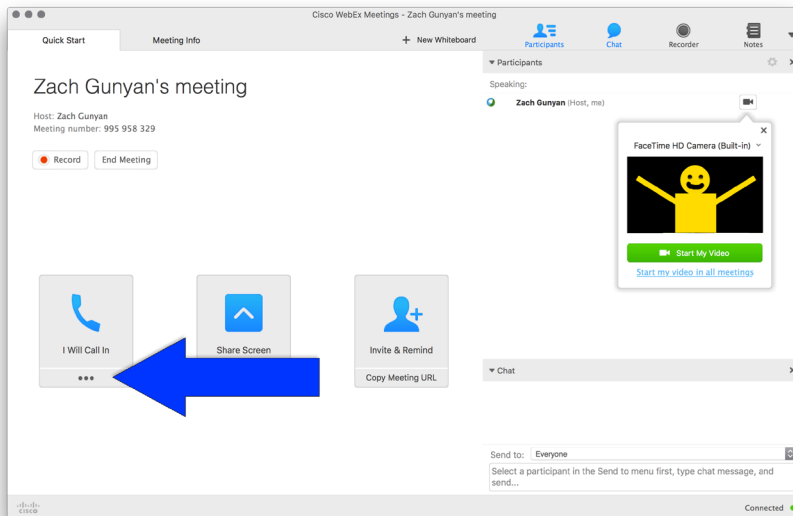 Cisco WebEx Meetings - Zach Gunyan's meeting
Quick Start
Meeting Info
+ New Whiteboard
Participants
Chat
Recorder
Notes
Zach Gunyan's meeting
Host: Zach Gunyan
Meeting number: 995 958 329
Record
End Meeting
I Will Call In
Share Screen
Invite & Remind
Copy Meeting URL
Participants
Speaking:
Zach Gunyan (Host, me)
FaceTime HD Camera (Built-in)
Start My Video
Start my video in all meetings
Chat
Send to: Everyone
Select a participant in the Send to menu first, type chat message, and
send...
CISCO
Connected